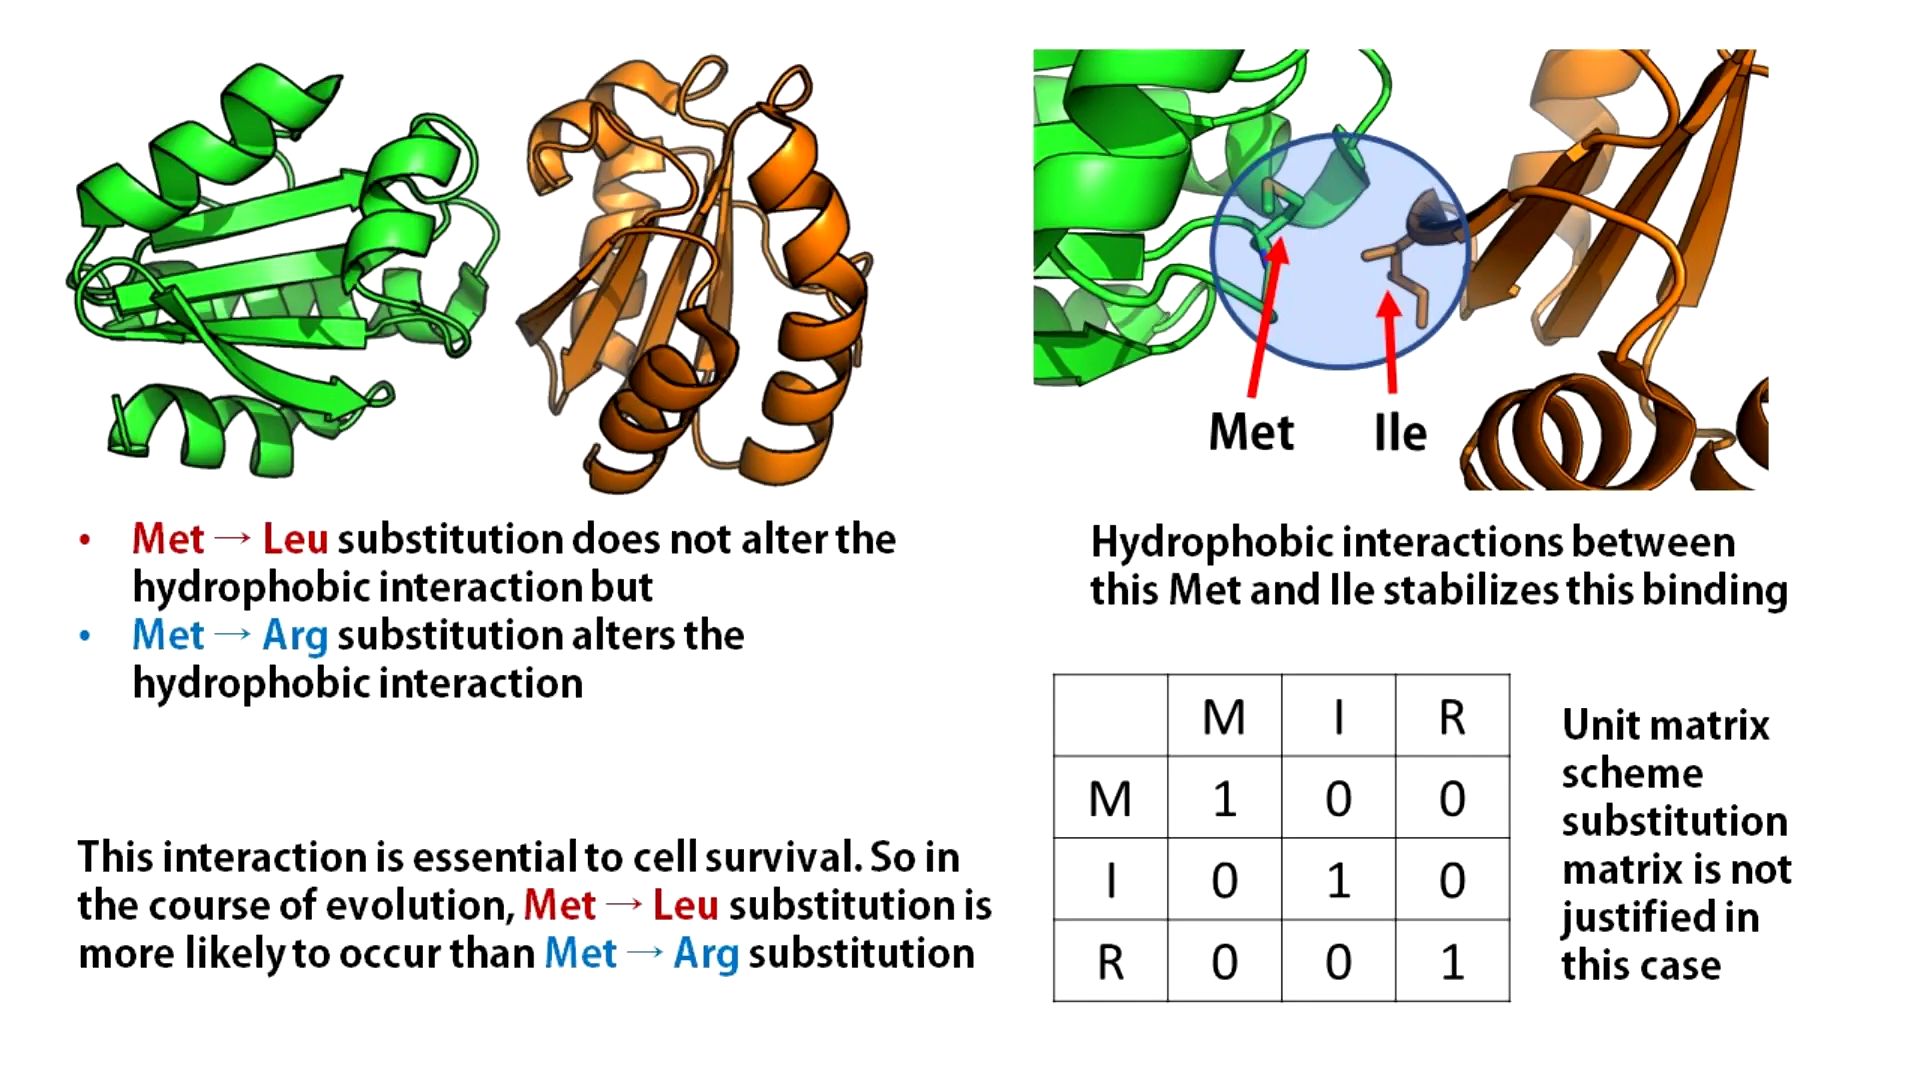 Met Ile
• Met → Leu substitution does not alter the
hydrophobic interaction but
• Met → Arg substitution alters the
hydrophobic interaction
Hydrophobic interactions between
this Met and Ile stabilizes this binding
This interaction is essential to cell survival. So in
the course of evolution, Met → Leu substitution is
more likely to occur than Met → Arg substitution
M I R
M 1 0 0
I 0 1 0
R 0 0 1
Unit matrix
scheme
substitution
matrix is not
justified in
this case